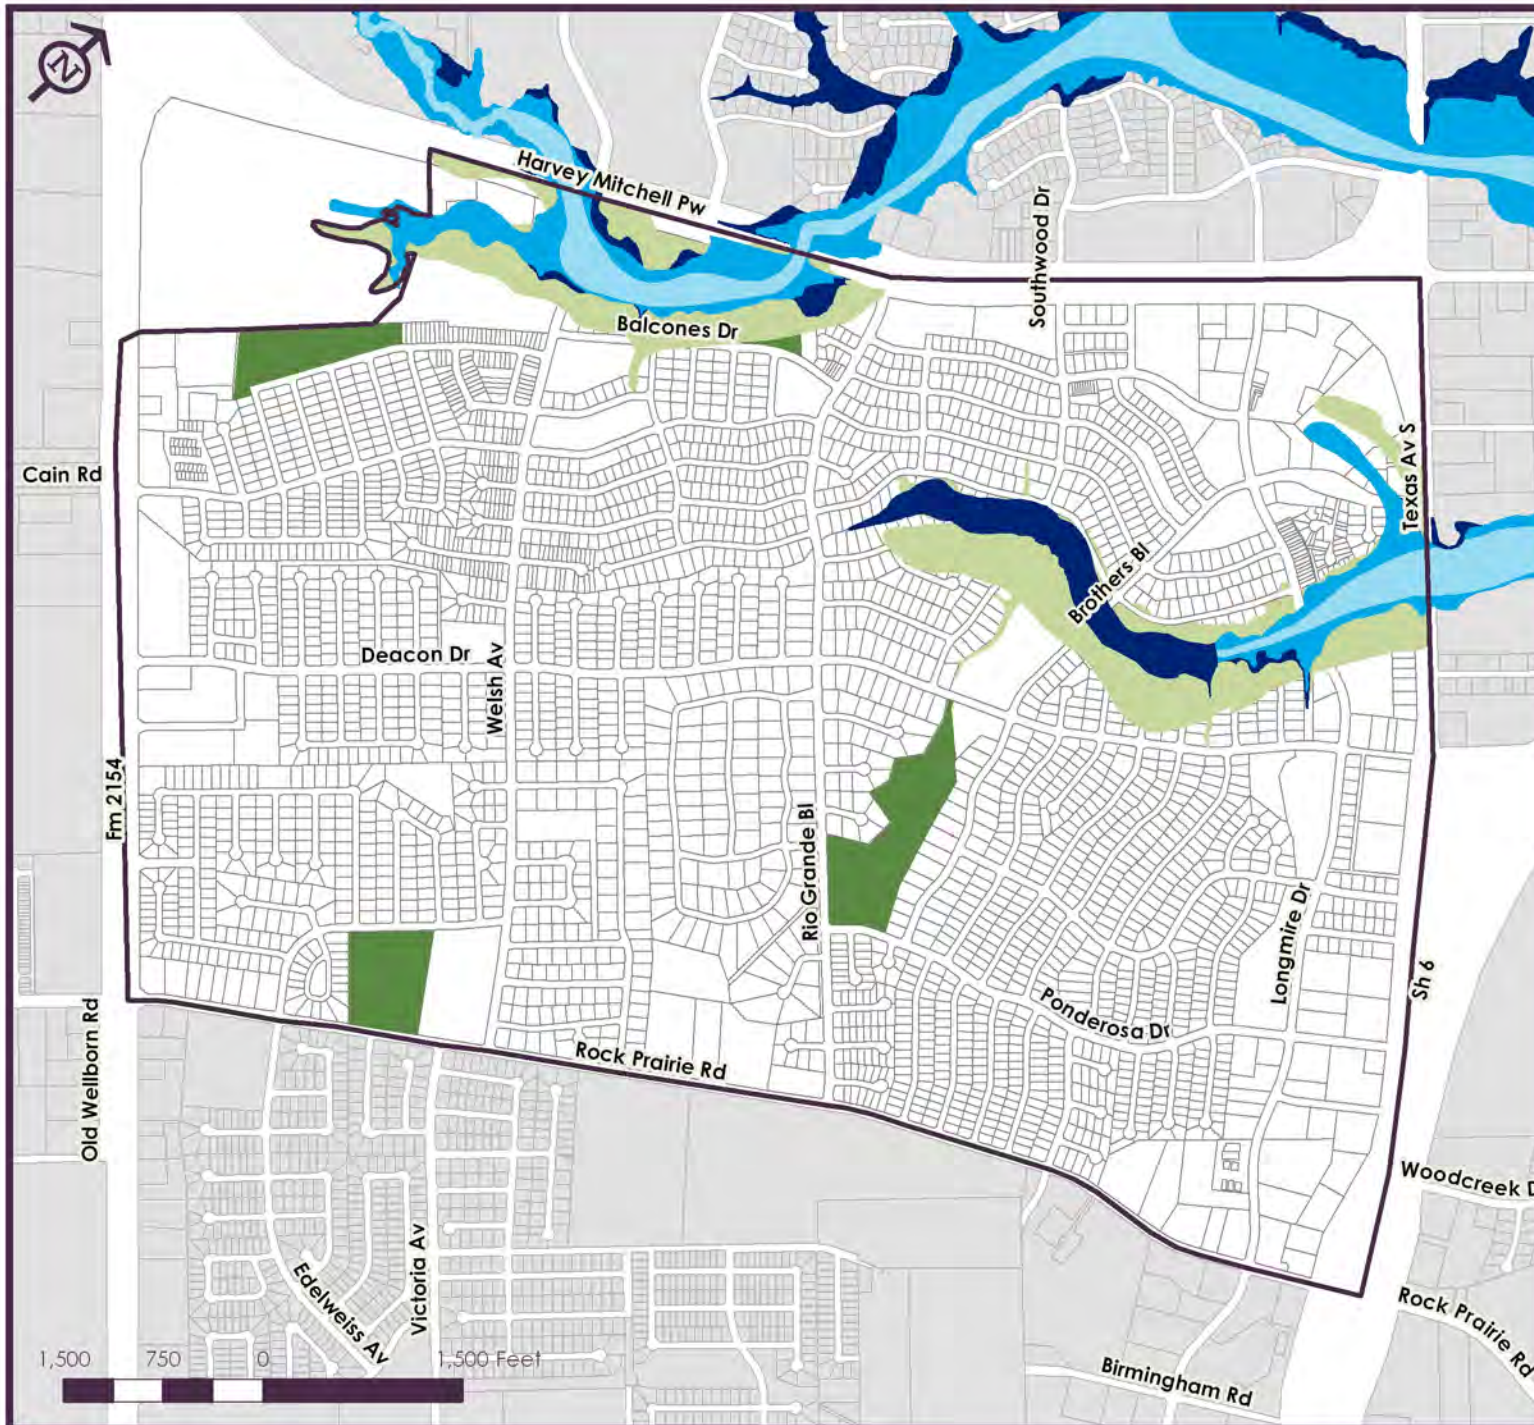 N
Harvey Mitchell Pw
Southwood Dr
Balcones Dr
Texas Av S
Cain Rd
Brothers Bl
Deacon Dr
Welsh Av
Fm 2154
Rio Grande Bl
Longmire Dr
Sh 6
Ponderosa Dr
Old Wellborn Rd
Rock Prairie Rd
Woodcreek D
Victoria Av
Edelweiss Av
Rock Prairie Rd
Birmingham Rd
1,500 750 0 1,500 Feet